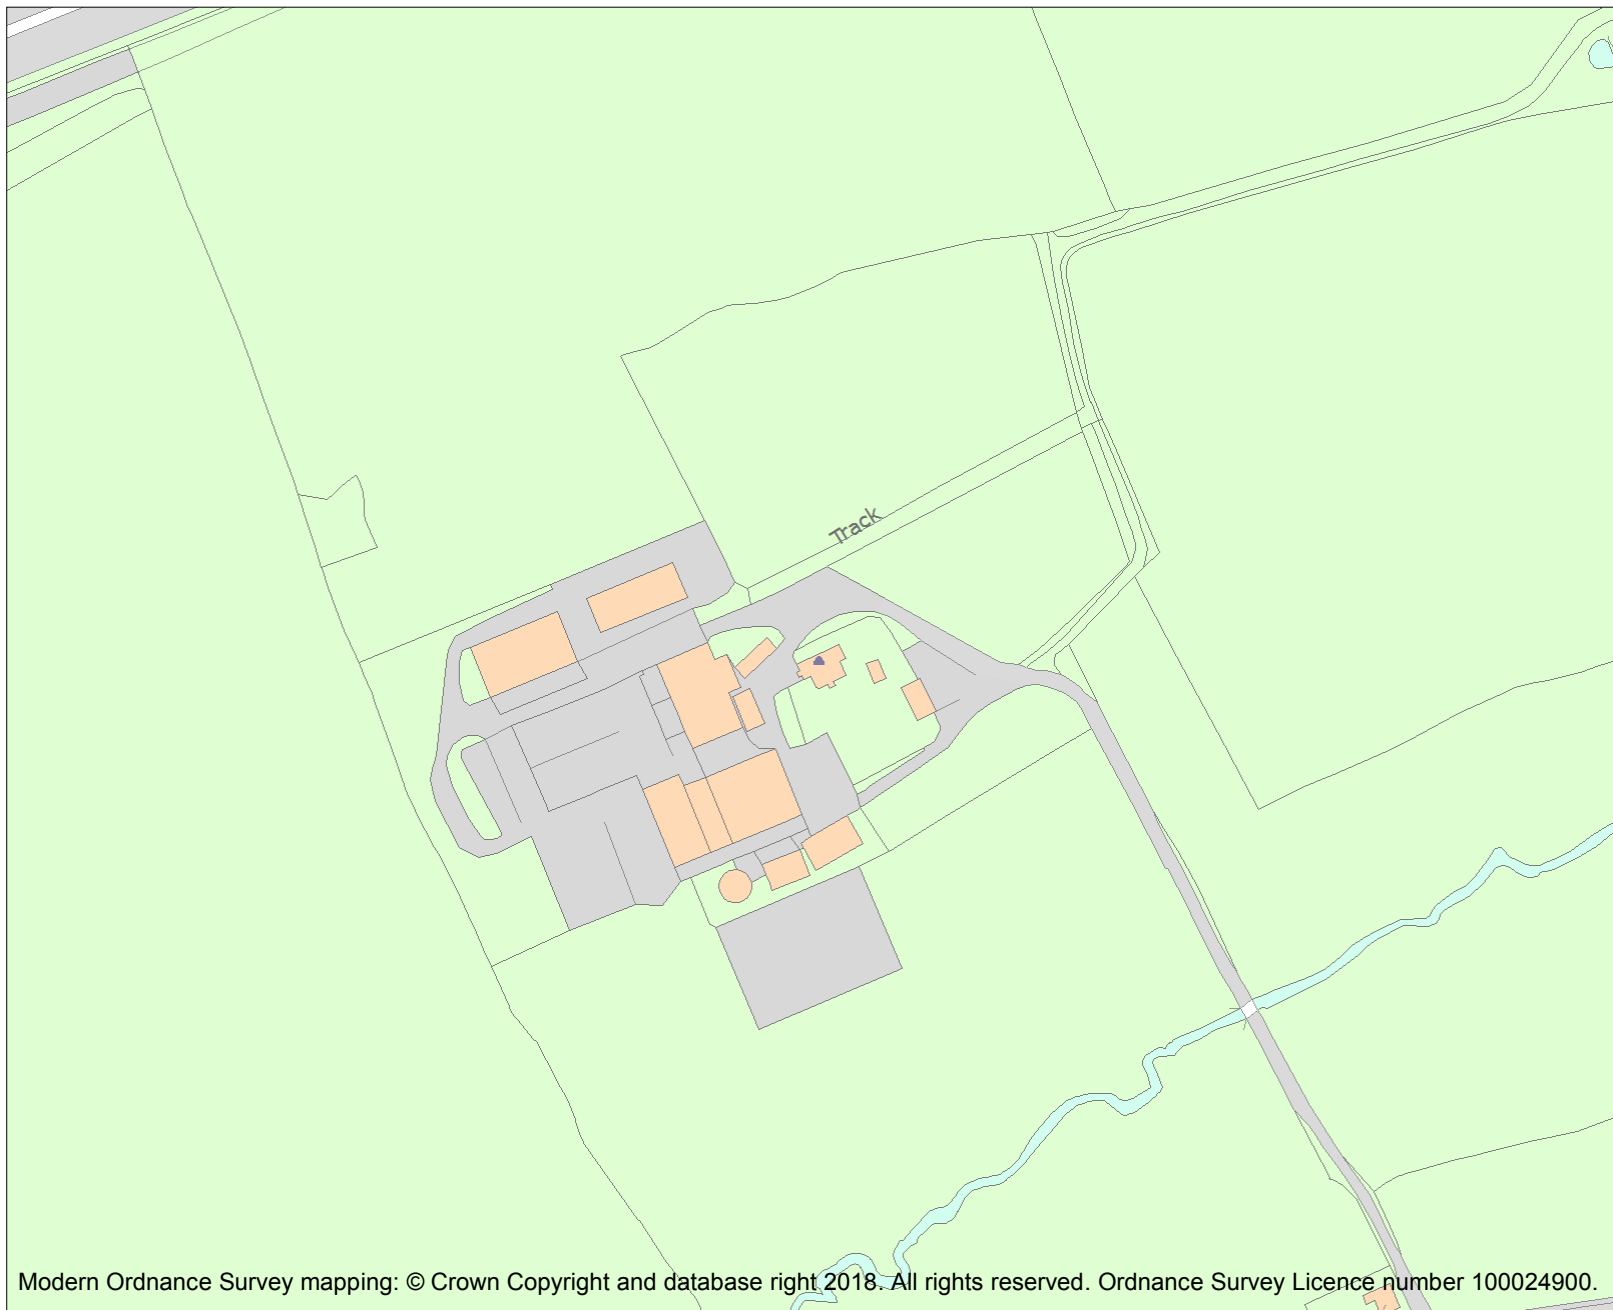 Track
Modern Ordnance Survey mapping: © Crown Copyright and database right 2018. All rights reserved. Ordnance Survey Licence number 100024900.